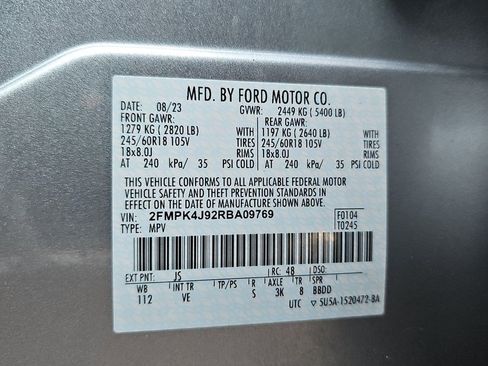 MFD. BY FORD MOTOR CO.
DATE: 08/23 GVWR: 2449 KG ( 5400 LB)
FRONT GAWR: REAR GAWR:
1279 KG ( 2820 LB) WITH 1197 KG ( 2640 LB) WITH
245/60R18 105V TIRES 245/60R18 105V TIRES
18x8.0J RIMS 18x8.0J RIMS
AT 240 kPa/ 35 PSI COLD AT 240 kPa/ 35 PSI COLD
THIS VEHICLE CONFORMS TO ALL APPLICABLE FEDERAL MOTOR
VEHICLE SAFETY AND THEFT PREVENTION STANDARDS IN
EFFECT ON THE DATE OF MANUFACTURE SHOWN ABOVE.
VIN: 2FMPK4J92RBA09769 F0104
TYPE: MPV T0245
EXT PNT: JS RC: 48 DSO:
WB INT TR TP/PS R AXLE TR SPR
112 VE S 3K 8 BBDD
UTC ▽ 5U5A-1520472-BA